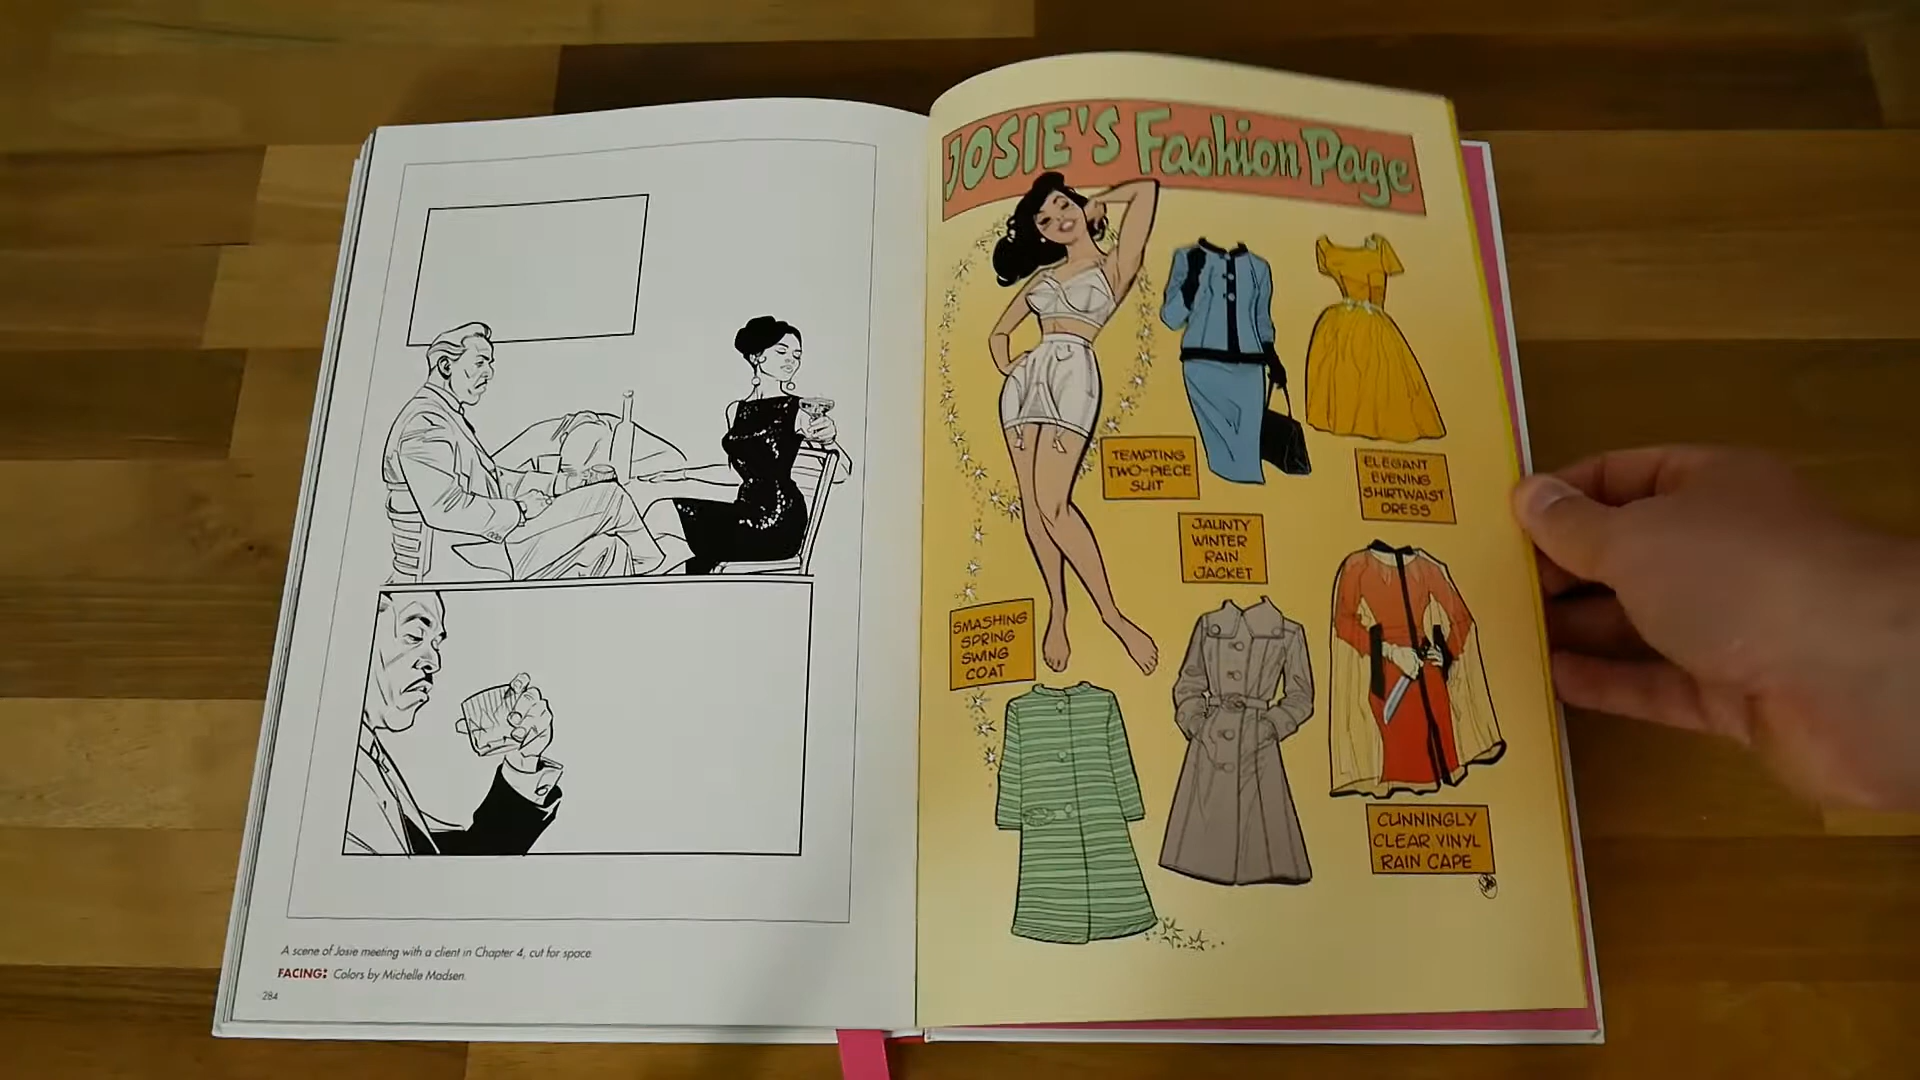 A scene of Josie meeting with a client in Chapter 4, cut for space.
FACING: Colors by Michelle Madsen.
284
JOSIE'S Fashion Page
TEMPTING
TWO-PIECE
SUIT
ELEGANT
EVENING
SHIRTWAIST
DRESS
JAUNTY
WINTER
RAIN
JACKET
SMASHING
SPRING
SWING
COAT
CUNNINGLY
CLEAR VINYL
RAIN CAPE